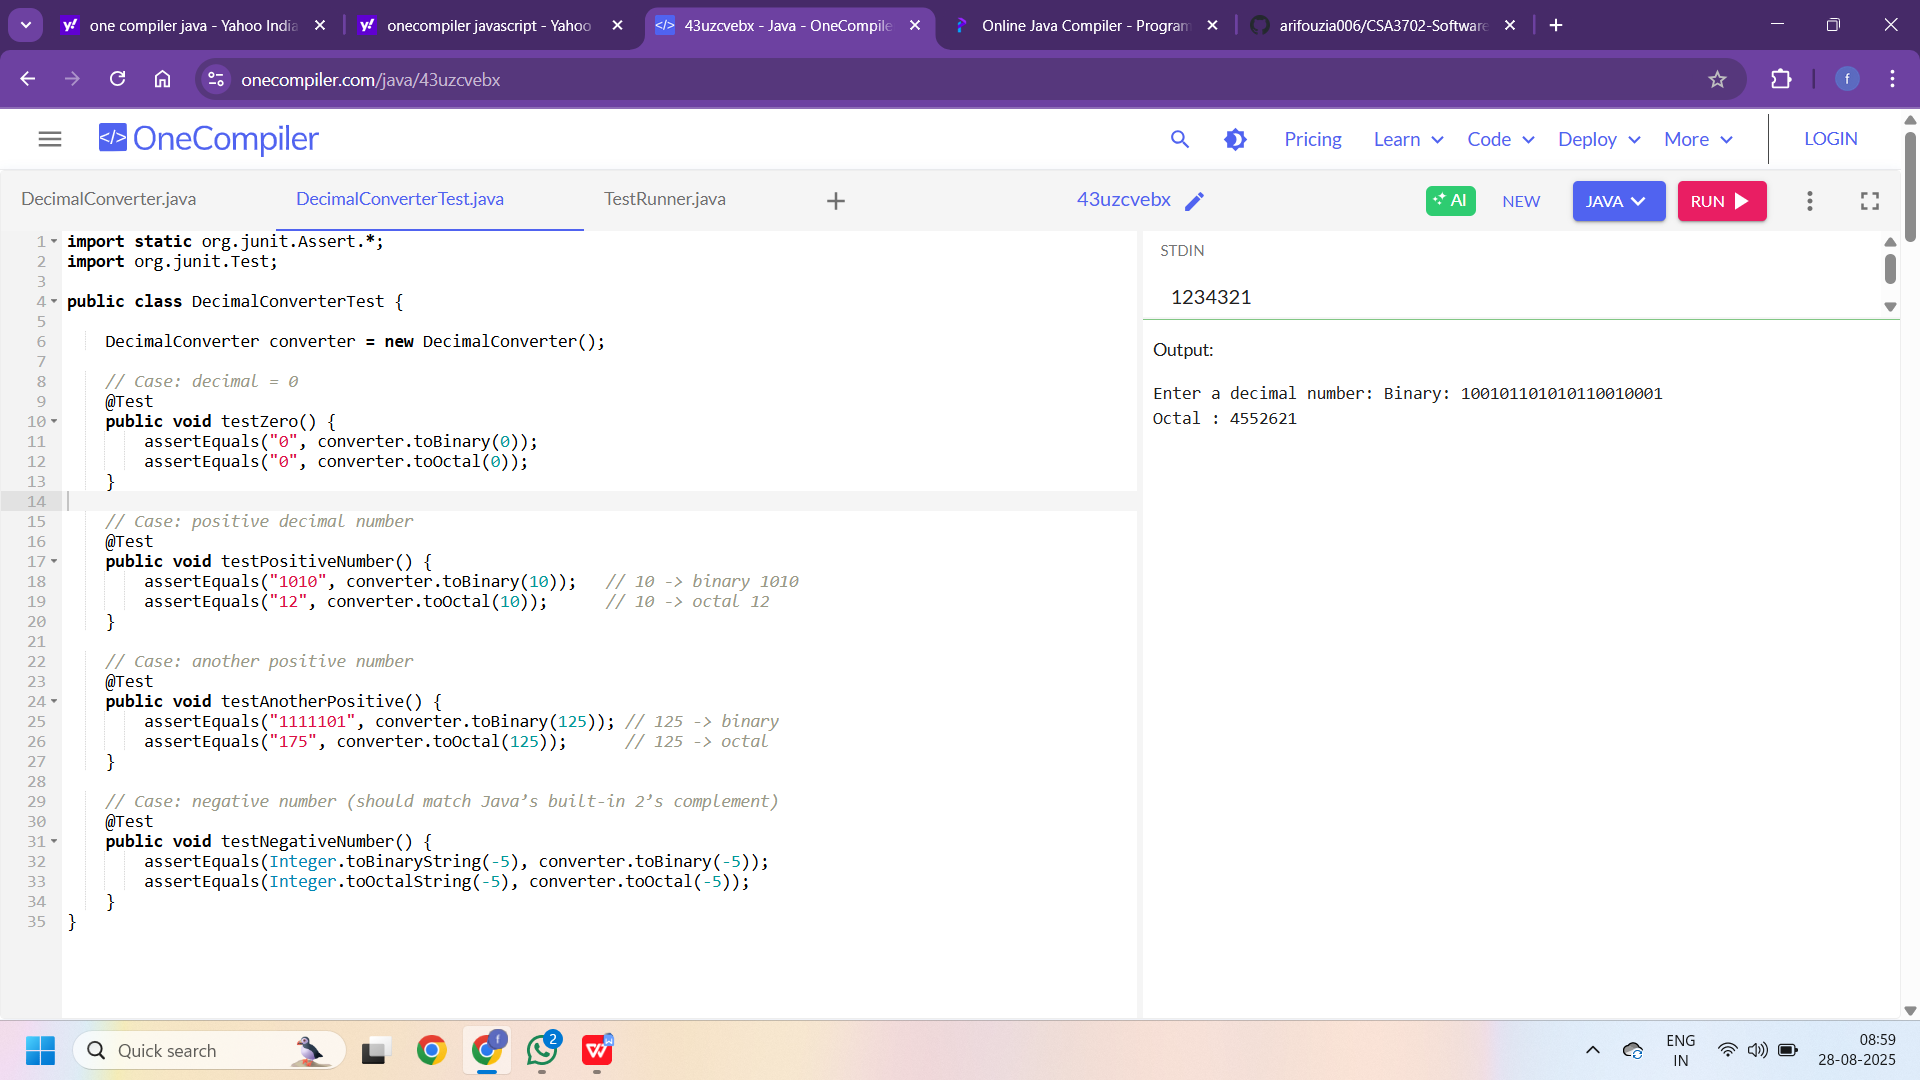 one compiler java - Yahoo India
onecompiler javascript - Yahoo
43uzcvebx - Java - OneCompile
Online Java Compiler - Program
arifouzia006/CSA3702-Software
onecompiler.com/java/43uzcvebx
f
</> OneCompiler
Pricing
Learn
Code
Deploy
More
LOGIN
DecimalConverter.java
DecimalConverterTest.java
TestRunner.java
+
43uzcvebx
AI
NEW
JAVA
RUN
1 import static org.junit.Assert.*;
2 import org.junit.Test;
3
4 public class DecimalConverterTest {
5
6 DecimalConverter converter = new DecimalConverter();
7
8 // Case: decimal = 0
9 @Test
10 public void testZero() {
11 assertEquals("0", converter.toBinary(0));
12 assertEquals("0", converter.toOctal(0));
13 }
14
15 // Case: positive decimal number
16 @Test
17 public void testPositiveNumber() {
18 assertEquals("1010", converter.toBinary(10)); // 10 -> binary 1010
19 assertEquals("12", converter.toOctal(10)); // 10 -> octal 12
20 }
21
22 // Case: another positive number
23 @Test
24 public void testAnotherPositive() {
25 assertEquals("1111101", converter.toBinary(125)); // 125 -> binary
26 assertEquals("175", converter.toOctal(125)); // 125 -> octal
27 }
28
29 // Case: negative number (should match Java’s built-in 2’s complement)
30 @Test
31 public void testNegativeNumber() {
32 assertEquals(Integer.toBinaryString(-5), converter.toBinary(-5));
33 assertEquals(Integer.toOctalString(-5), converter.toOctal(-5));
34 }
35 }
STDIN
1234321
Output:
Enter a decimal number: Binary: 100101101010110010001
Octal : 4552621
Quick search
f
2
W
ENG
IN
08:59
28-08-2025